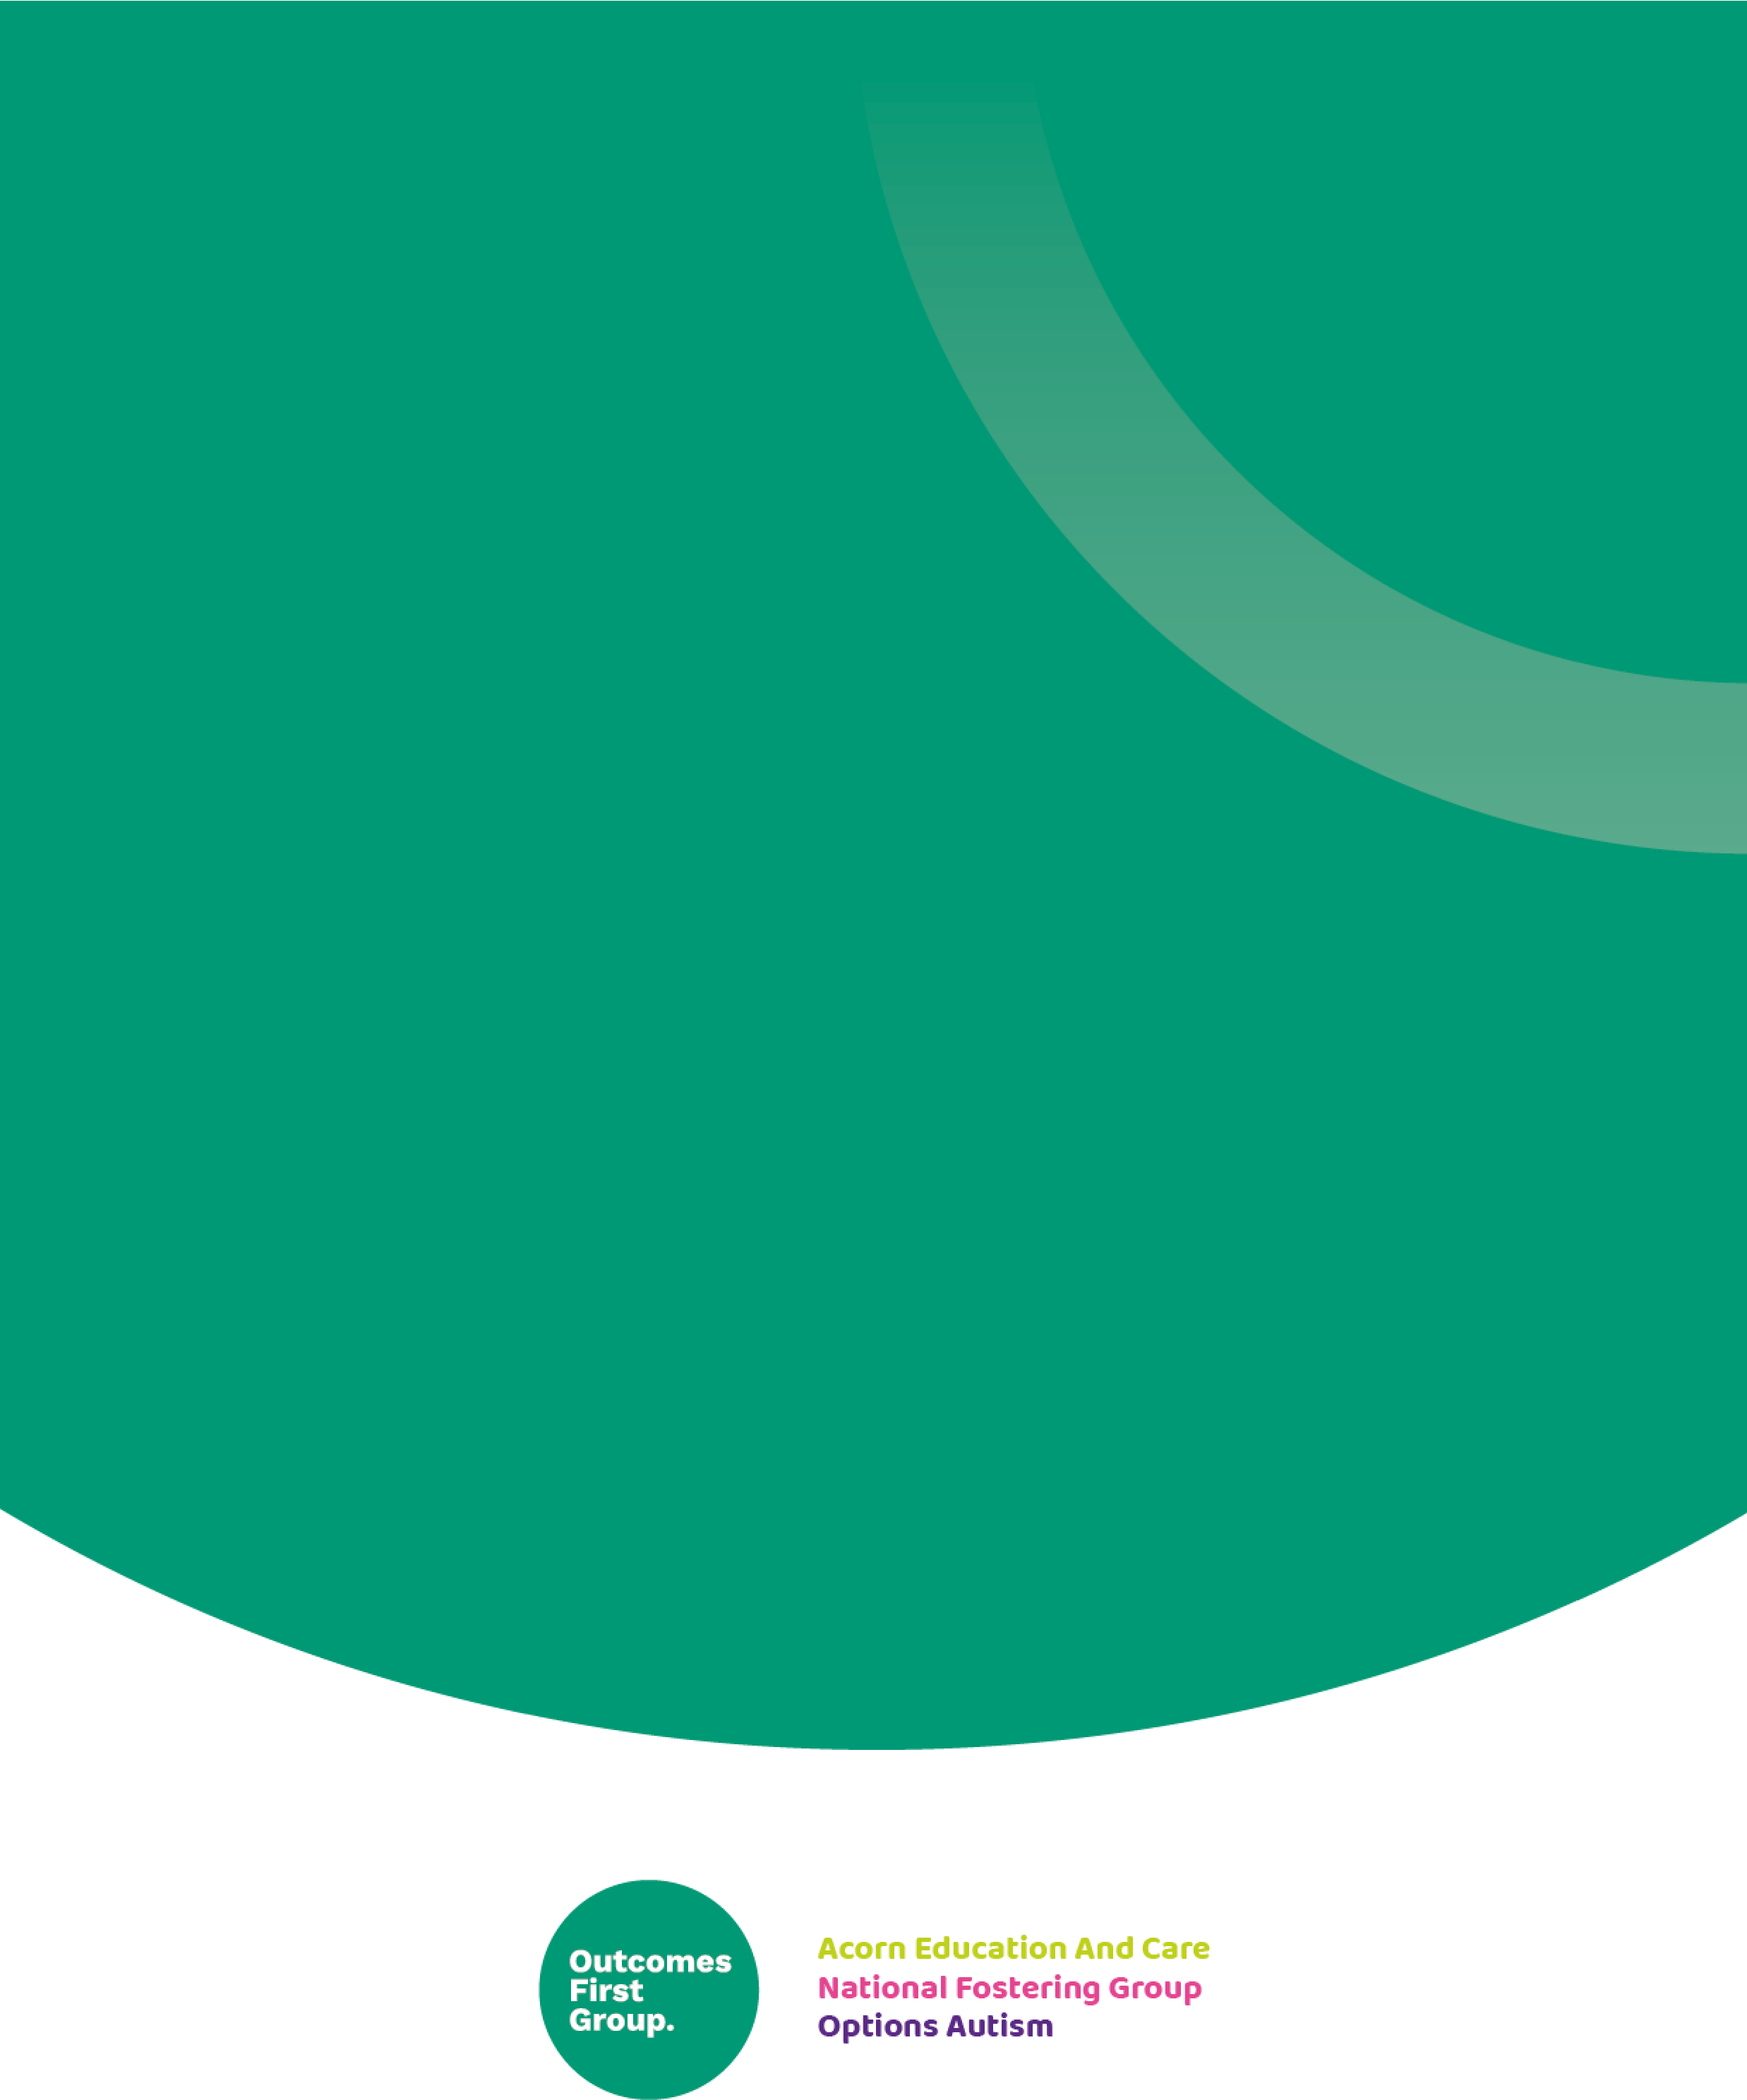 Outcomes
First
Group.
Acorn Education And Care
National Fostering Group
Options Autism